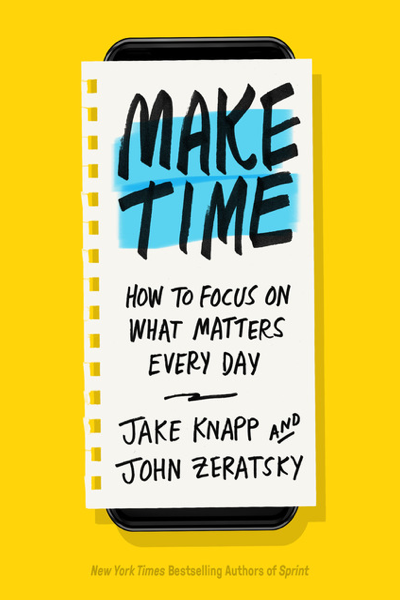 MAKE
TIME
HOW TO FOCUS ON
WHAT MATTERS
EVERY DAY
JAKE KNAPP AND
JOHN ZERATSKY
New York Times Bestselling Authors of Sprint